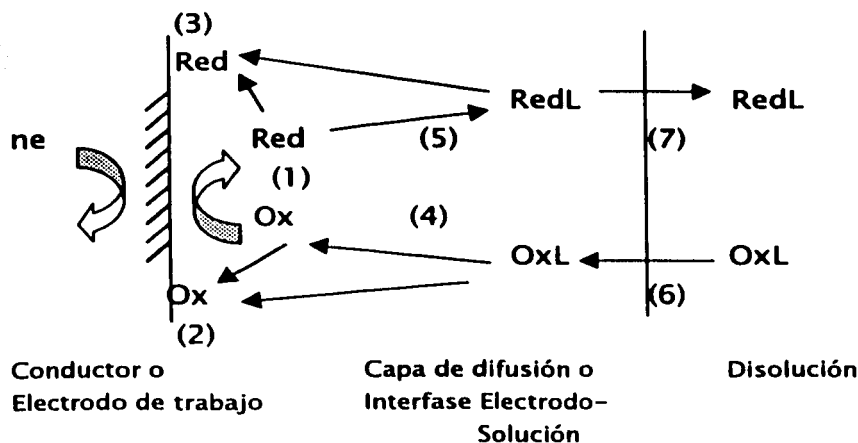 (3)
Red
RedL
RedL
ne
Red
(5)
(7)
(1)
Ox
(4)
OxL
OxL
Ox
(6)
(2)
Conductor o
Electrodo de trabajo
Capa de difusión o
Interfase Electrodo-
Solución
Disolución